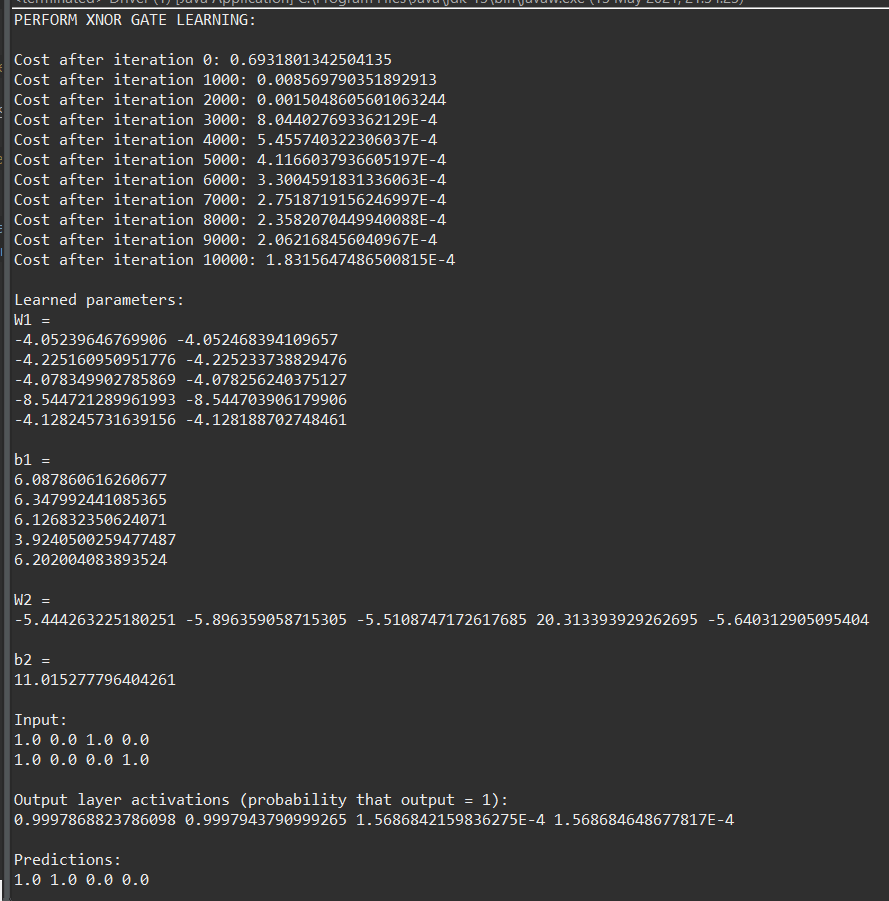 PERFORM XNOR GATE LEARNING:
Cost after iteration 0: 0.6931801342504135
Cost after iteration 1000: 0.008569790351892913
Cost after iteration 2000: 0.0015048605601063244
Cost after iteration 3000: 8.044027693362129E-4
Cost after iteration 4000: 5.455740322306037E-4
Cost after iteration 5000: 4.1166037936605197E-4
Cost after iteration 6000: 3.3004591831336063E-4
Cost after iteration 7000: 2.7518719156246997E-4
Cost after iteration 8000: 2.3582070449940088E-4
Cost after iteration 9000: 2.062168456040967E-4
Cost after iteration 10000: 1.8315647486500815E-4
Learned parameters:
W1 =
-4.05239646769906 -4.052468394109657
-4.225160950951776 -4.225233738829476
-4.078349902785869 -4.078256240375127
-8.544721289961993 -8.544703906179906
-4.128245731639156 -4.128188702748461
b1 =
6.087860616260677
6.347992441085365
6.126832350624071
3.9240500259477487
6.202004083893524
W2 =
-5.444263225180251 -5.896359058715305 -5.5108747172617685 20.313393929262695 -5.640312905095404
b2 =
11.015277796404261
Input:
1.0 0.0 1.0 0.0
1.0 0.0 0.0 1.0
Output layer activations (probability that output = 1):
0.9997868823786098 0.9997943790999265 1.5686842159836275E-4 1.568684648677817E-4
Predictions:
1.0 1.0 0.0 0.0